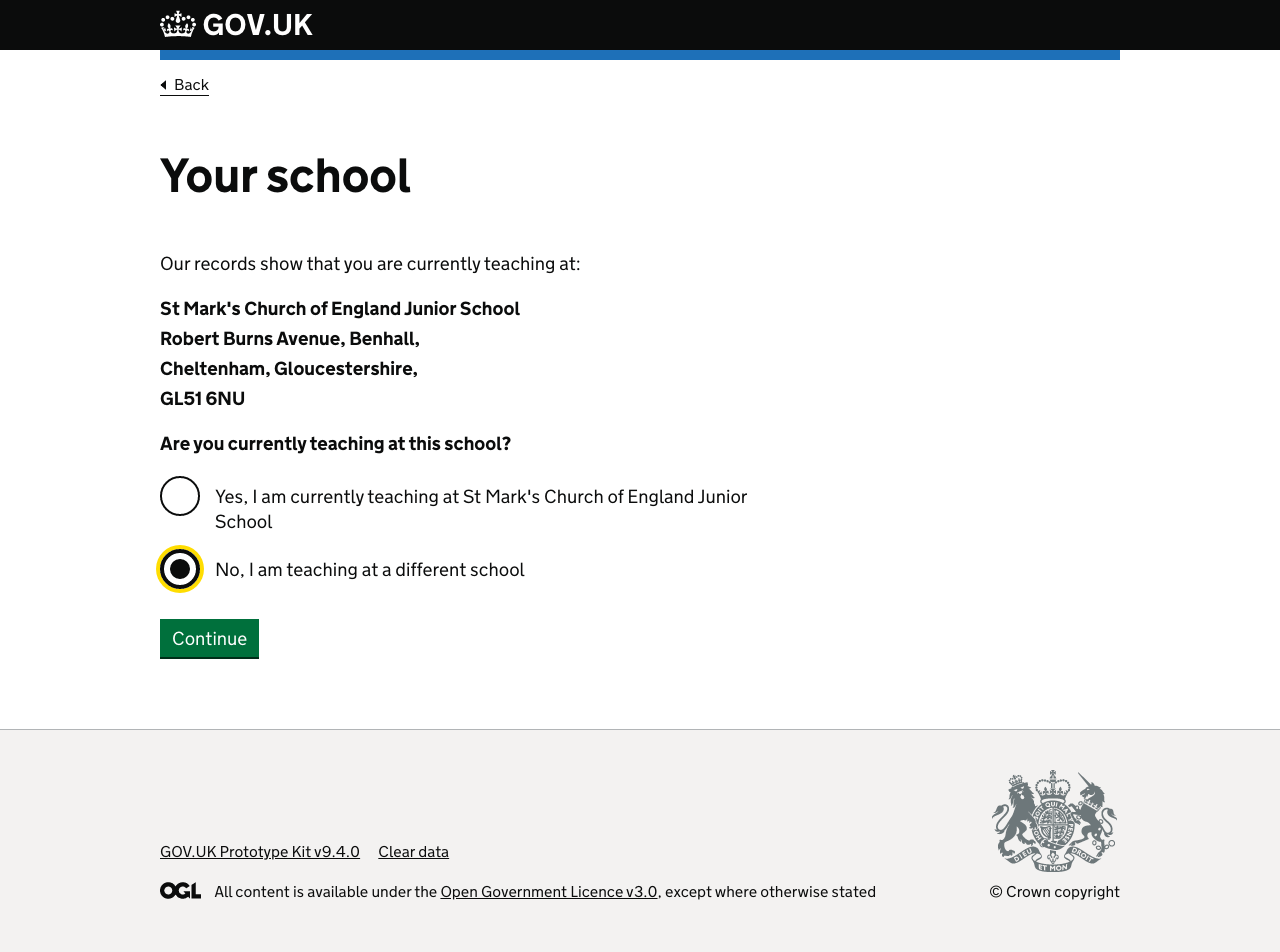 GOV.UK
Back
Your school
Our records show that you are currently teaching at:
St Mark's Church of England Junior School
Robert Burns Avenue, Benhall,
Cheltenham, Gloucestershire,
GL51 6NU
Are you currently teaching at this school?
Yes, I am currently teaching at St Mark's Church of England Junior
School
No, I am teaching at a different school
Continue
GOV.UK Prototype Kit v9.4.0 Clear data
OGL All content is available under the Open Government Licence v3.0, except where otherwise stated
DIEU ET MON DROIT
© Crown copyright